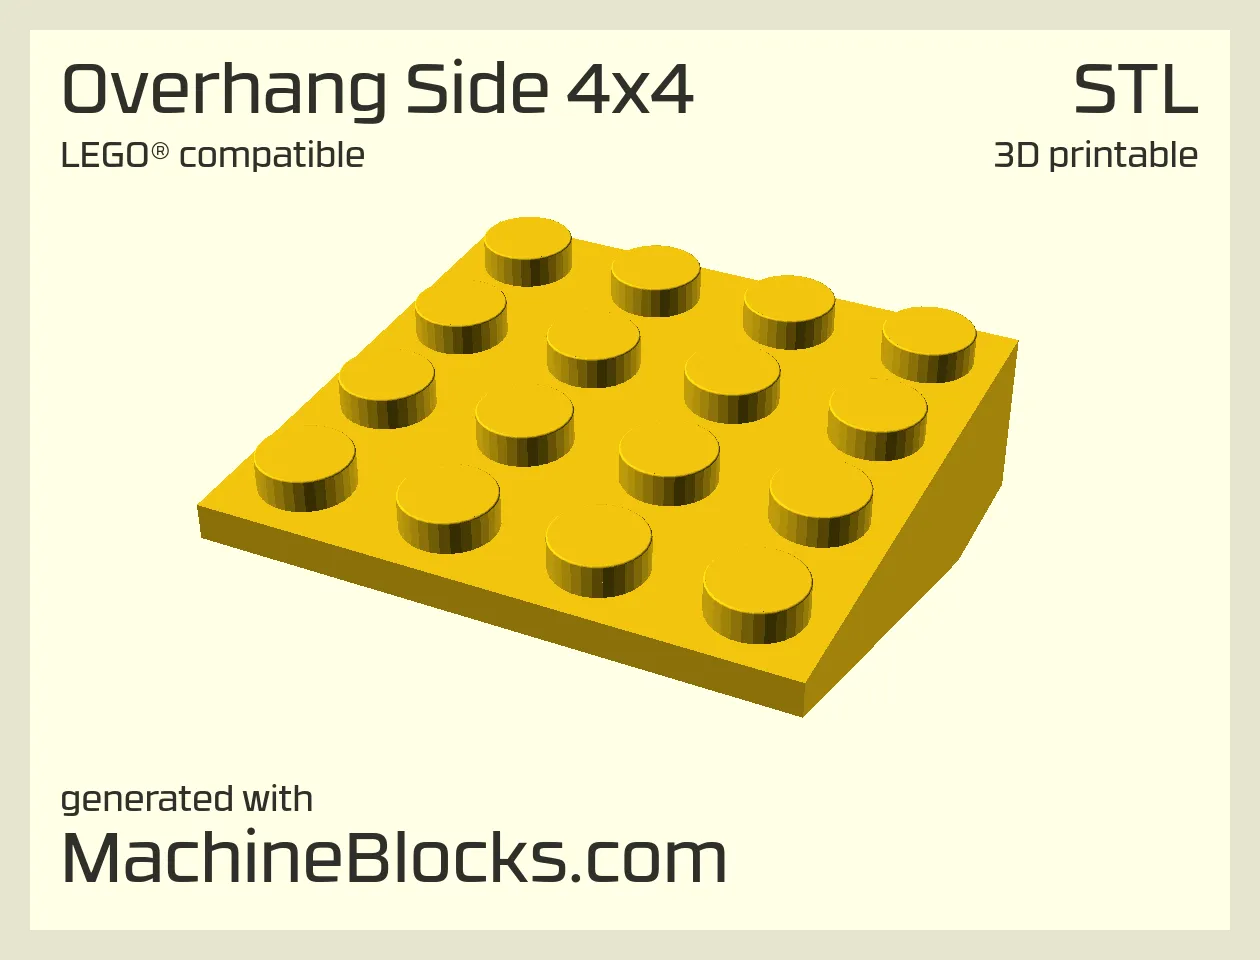 Overhang Side 4x4
STL
LEGO® compatible
3D printable
generated with
MachineBlocks.com